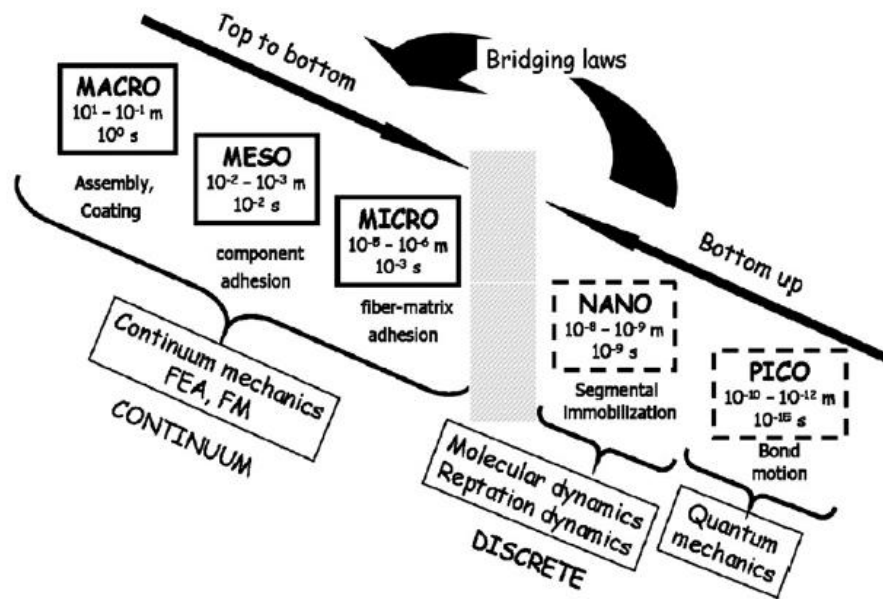 Top to bottom
Bridging laws
MACRO
10¹ – 10⁻¹ m
10⁰ s
Assembly,
Coating
MESO
10⁻² – 10⁻³ m
10⁻² s
component
adhesion
MICRO
10⁻⁵ – 10⁻⁶ m
10⁻³ s
fiber-matrix
adhesion
Bottom up
NANO
10⁻⁸ – 10⁻⁹ m
10⁻⁹ s
Segmental
Immobilization
PICO
10⁻¹⁰ – 10⁻¹² m
10⁻¹⁵ s
Bond
motion
Continuum mechanics
FEA, FM
CONTINUUM
Molecular dynamics
Reptation dynamics
DISCRETE
Quantum
mechanics